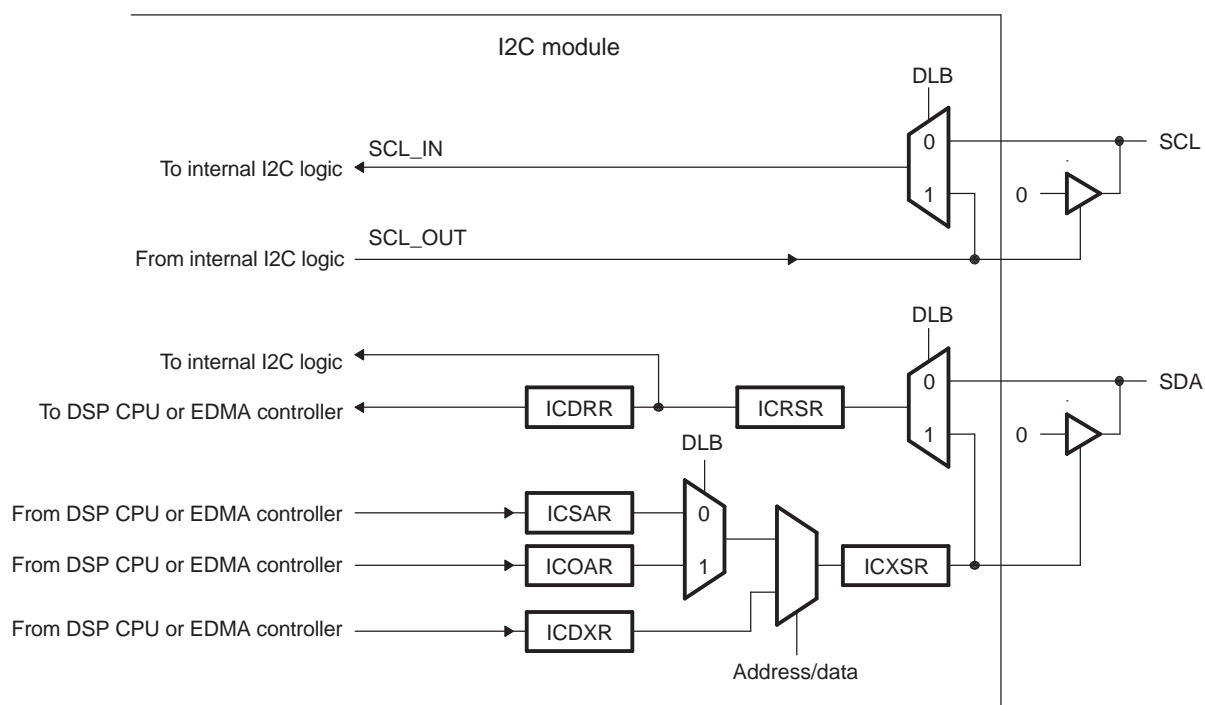 I2C module
DLB
SCL_IN
0
SCL
To internal I2C logic
1
0
SCL_OUT
From internal I2C logic
DLB
To internal I2C logic
0
SDA
To DSP CPU or EDMA controller
ICDRR
ICRSR
1
0
DLB
From DSP CPU or EDMA controller
ICSAR
0
From DSP CPU or EDMA controller
ICOAR
1
ICXSR
From DSP CPU or EDMA controller
ICDXR
Address/data